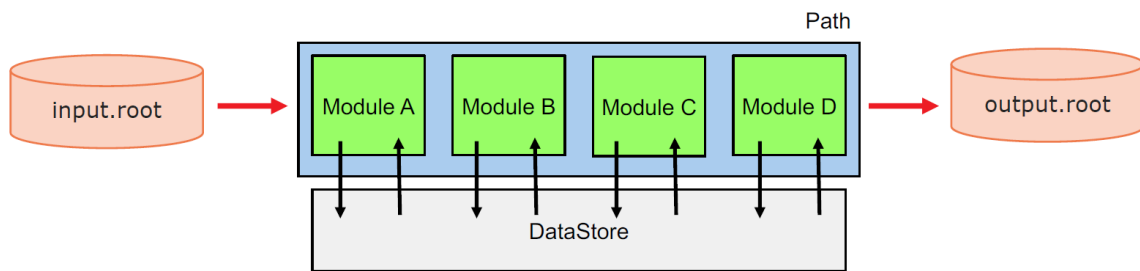 Path
input.root
Module A
Module B
Module C
Module D
output.root
DataStore